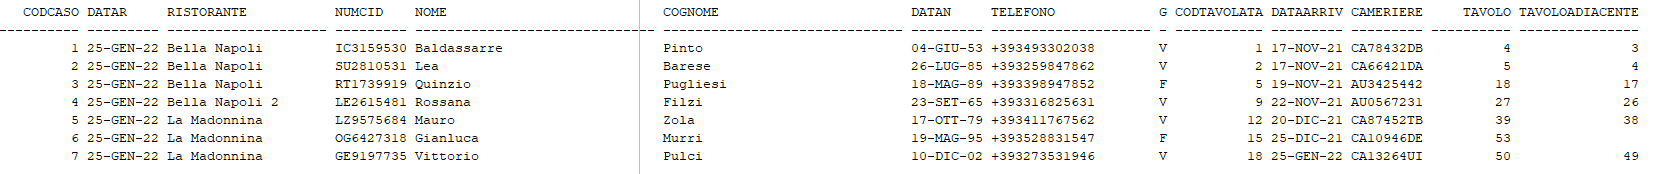 CODCASO DATAR RISTORANTE NUMCID NOME COGNOME DATAN TELEFONO G CODTAVOLATA DATAARRIV CAMERIERE TAVOLO TAVOLOADIACENTE
---------- --------- -------------------- --------- ------------------------------ ------------------------------ --------- -------------------- - ----------- --------- --------- ---------- ---------------
1 25-GEN-22 Bella Napoli IC3159530 Baldassarre Pinto 04-GIU-53 +393493302038 V 1 17-NOV-21 CA78432DB 4 3
2 25-GEN-22 Bella Napoli SU2810531 Lea Barese 26-LUG-85 +393259847862 V 2 17-NOV-21 CA66421DA 5 4
3 25-GEN-22 Bella Napoli RT1739919 Quinzio Pugliesi 18-MAG-89 +393398947852 F 5 19-NOV-21 AU3425442 18 17
4 25-GEN-22 Bella Napoli 2 LE2615481 Rossana Filzi 23-SET-65 +393316825631 V 9 22-NOV-21 AU0567231 27 26
5 25-GEN-22 La Madonnina LZ9575684 Mauro Zola 17-OTT-79 +393411767562 V 12 20-DIC-21 CA87452TB 39 38
6 25-GEN-22 La Madonnina OG6427318 Gianluca Murri 19-MAG-95 +393528831547 F 15 25-DIC-21 CA10946DE 53
7 25-GEN-22 La Madonnina GE9197735 Vittorio Pulci 10-DIC-02 +393273531946 V 18 25-GEN-22 CA13264UI 50 49